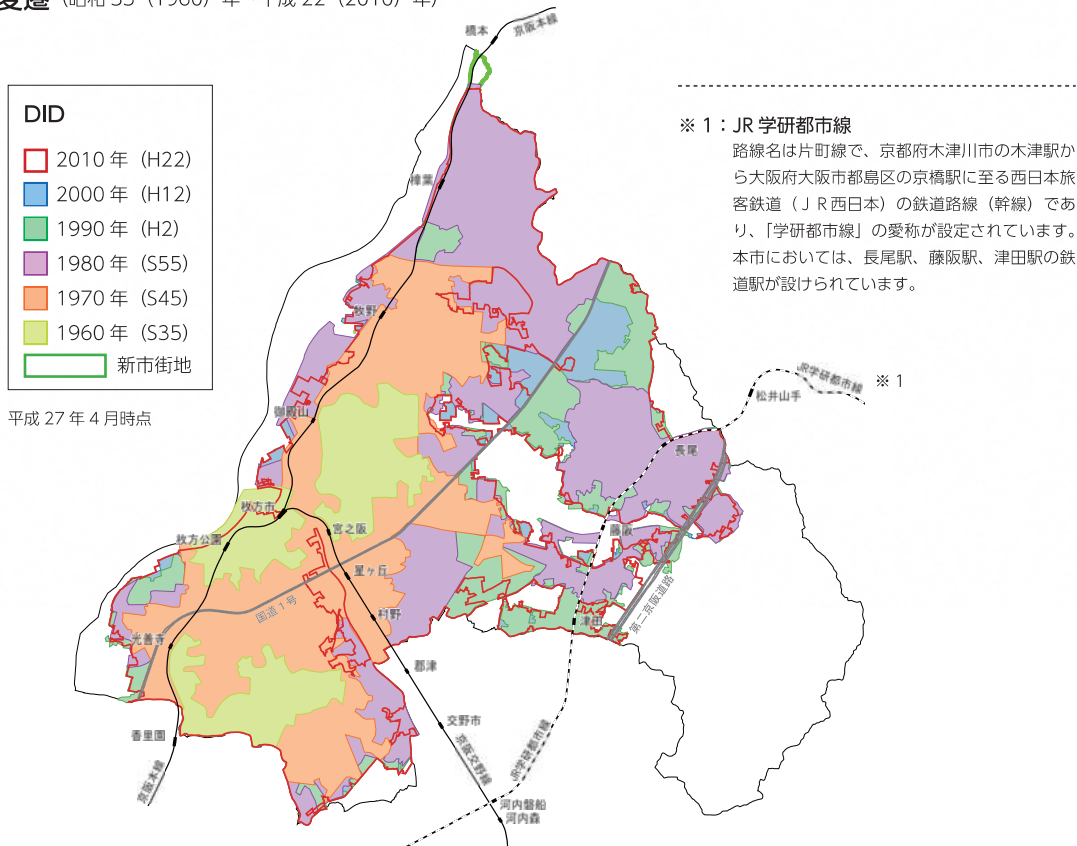 変遷（昭和35（1960）年～平成22（2010）年）
DID
2010年（H22）
2000年（H12）
1990年（H2）
1980年（S55）
1970年（S45）
1960年（S35）
新市街地
平成27年4月時点
※1：JR学研都市線
路線名は片町線で、京都府木津川市の木津駅か
ら大阪府大阪市都島区の京橋駅に至る西日本旅
客鉄道（ＪＲ西日本）の鉄道路線（幹線）であ
り、「学研都市線」の愛称が設定されています。
本市においては、長尾駅、藤阪駅、津田駅の鉄
道駅が設けられています。
橋本
京阪本線
樟葉
牧野
御殿山
JR学研都市線
※1
松井山手
長尾
枚方市
枚方公園
宮之阪
藤阪
星ヶ丘
国道1号
村野
津田
第二京阪道路
光善寺
郡津
香里園
交野市
京阪本線
京阪交野線
JR学研都市線
河内磐船
河内森